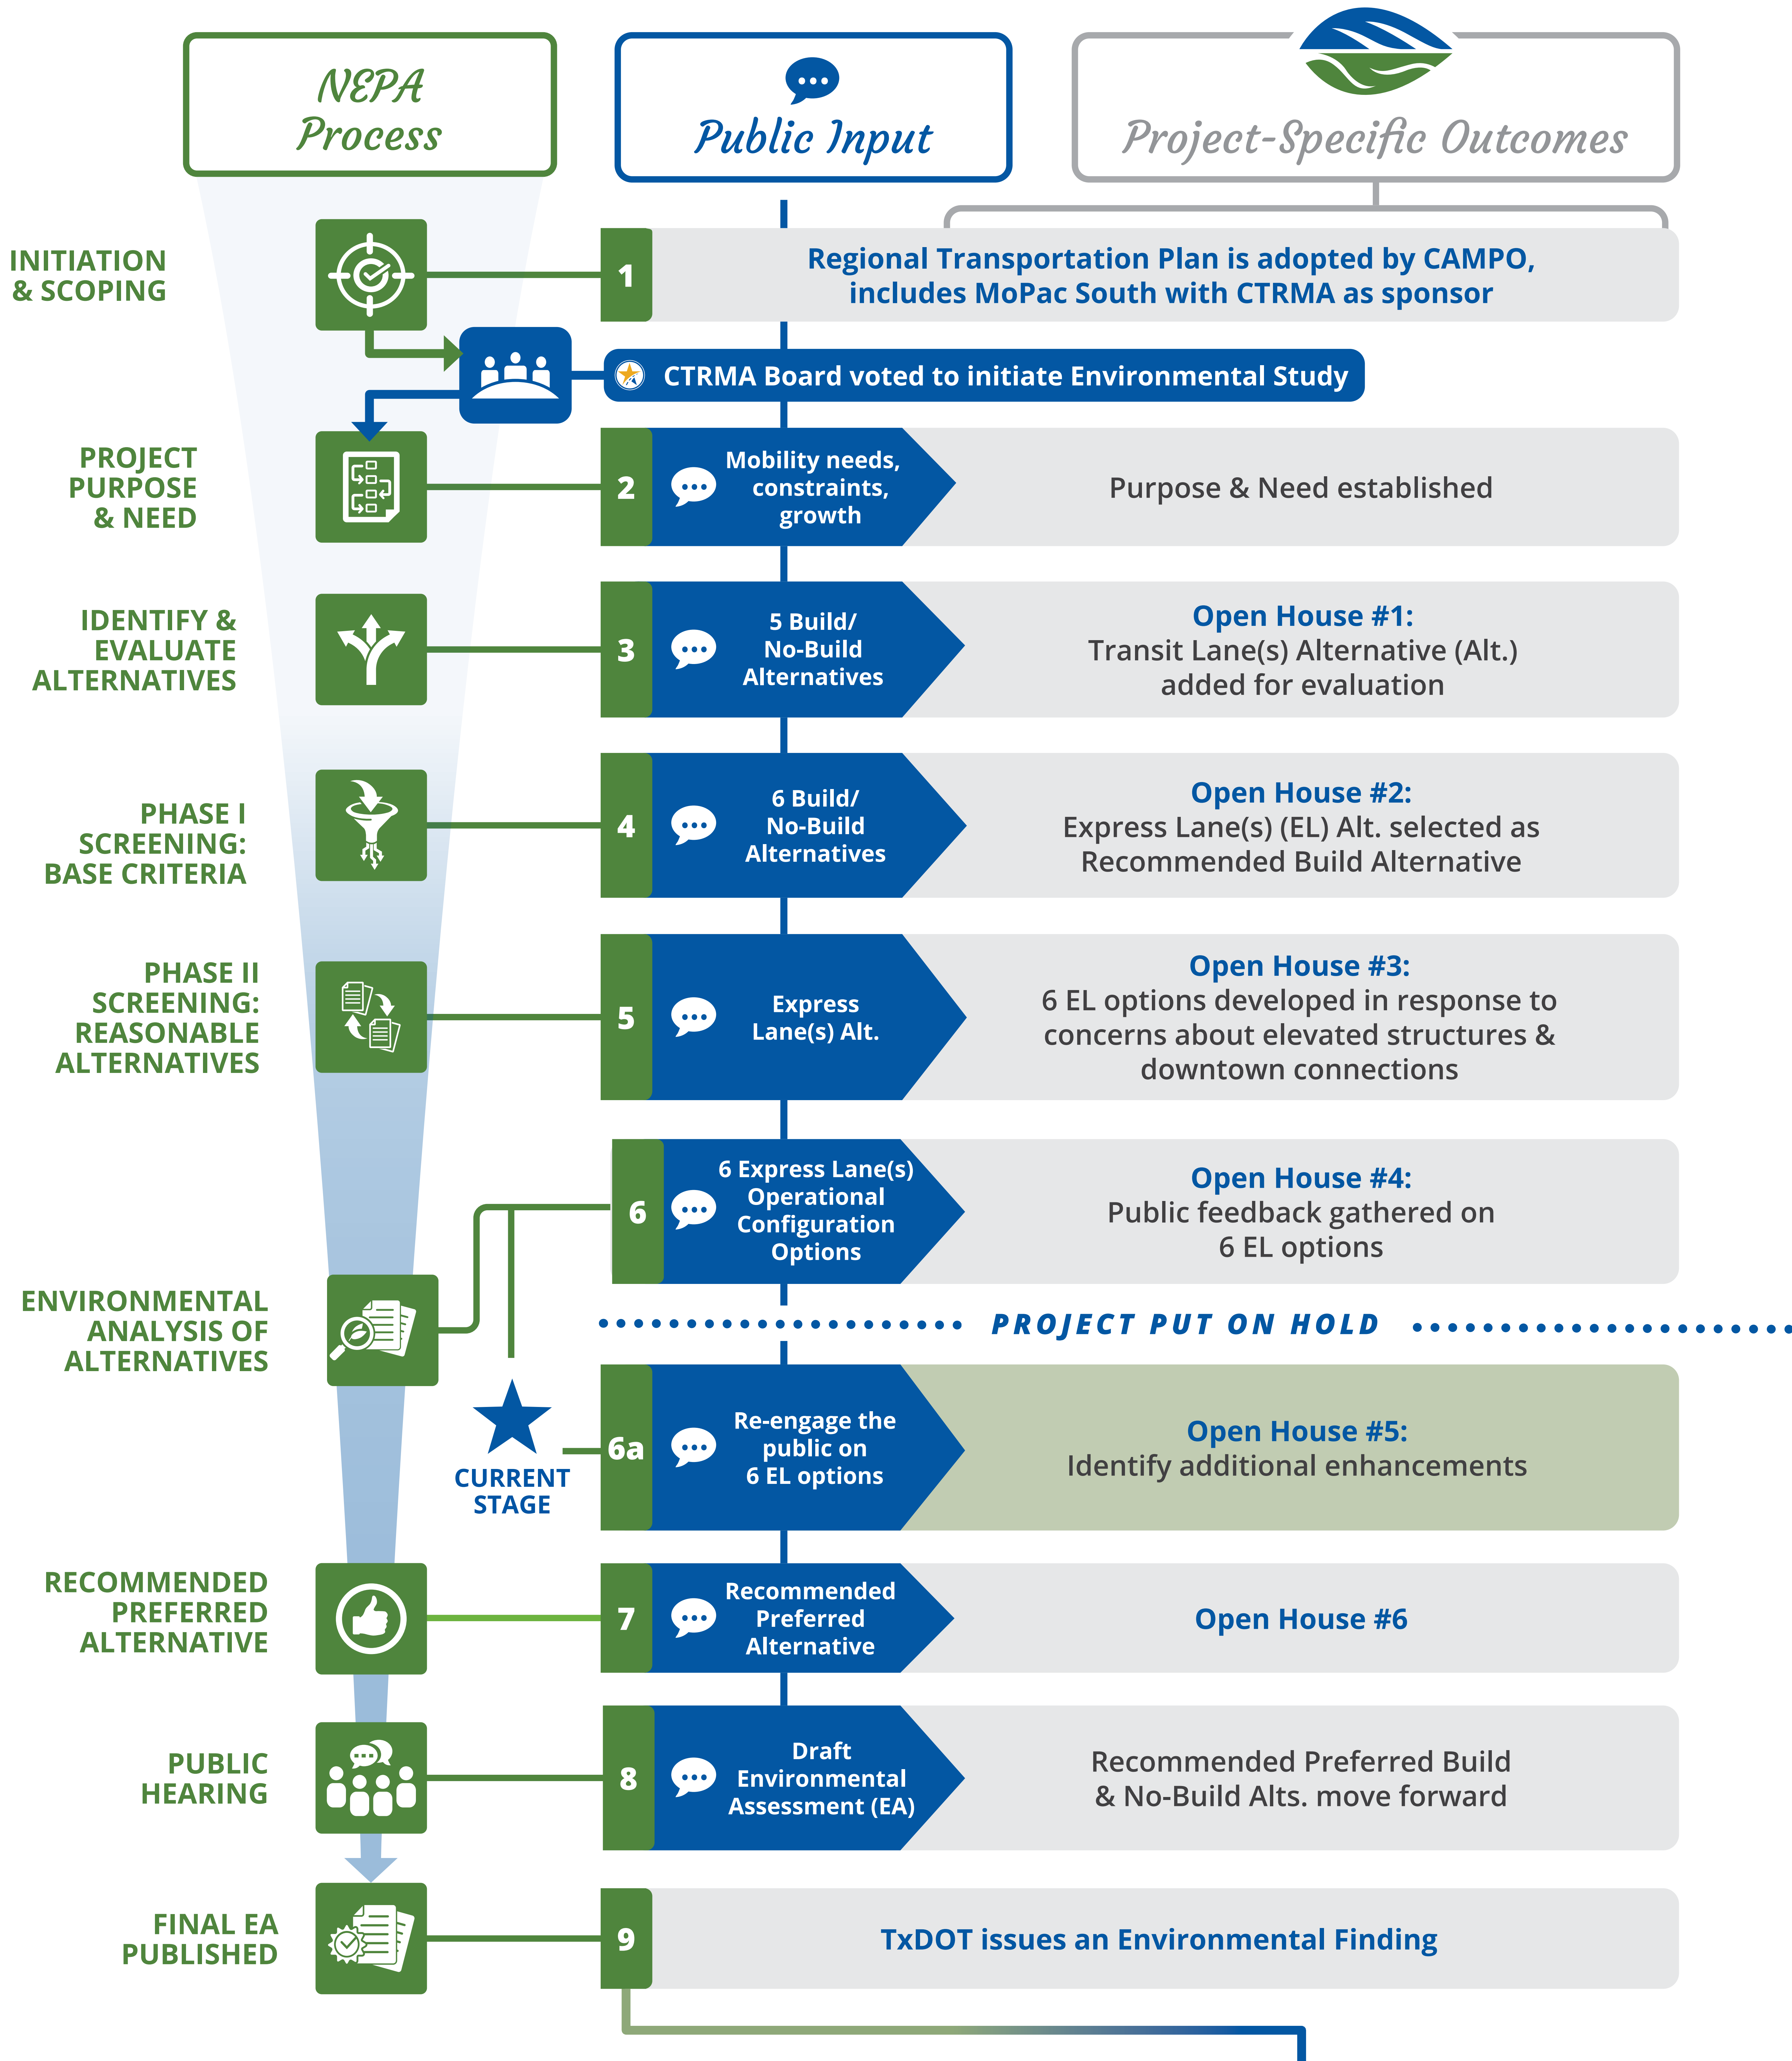 NEPA
Process
Public Input
Project-Specific Outcomes
INITIATION
& SCOPING
1
Regional Transportation Plan is adopted by CAMPO,
includes MoPac South with CTRMA as sponsor
CTRMA Board voted to initiate Environmental Study
PROJECT
PURPOSE
& NEED
2
Mobility needs,
constraints,
growth
Purpose & Need established
IDENTIFY &
EVALUATE
ALTERNATIVES
3
5 Build/
No-Build
Alternatives
Open House #1:
Transit Lane(s) Alternative (Alt.)
added for evaluation
PHASE I
SCREENING:
BASE CRITERIA
4
6 Build/
No-Build
Alternatives
Open House #2:
Express Lane(s) (EL) Alt. selected as
Recommended Build Alternative
PHASE II
SCREENING:
REASONABLE
ALTERNATIVES
5
Express
Lane(s) Alt.
Open House #3:
6 EL options developed in response to
concerns about elevated structures &
downtown connections
6
6 Express Lane(s)
Operational
Configuration
Options
Open House #4:
Public feedback gathered on
6 EL options
ENVIRONMENTAL
ANALYSIS OF
ALTERNATIVES
PROJECT PUT ON HOLD
CURRENT
STAGE
6a
Re-engage the
public on
6 EL options
Open House #5:
Identify additional enhancements
RECOMMENDED
PREFERRED
ALTERNATIVE
7
Recommended
Preferred
Alternative
Open House #6
PUBLIC
HEARING
8
Draft
Environmental
Assessment (EA)
Recommended Preferred Build
& No-Build Alts. move forward
FINAL EA
PUBLISHED
9
TxDOT issues an Environmental Finding